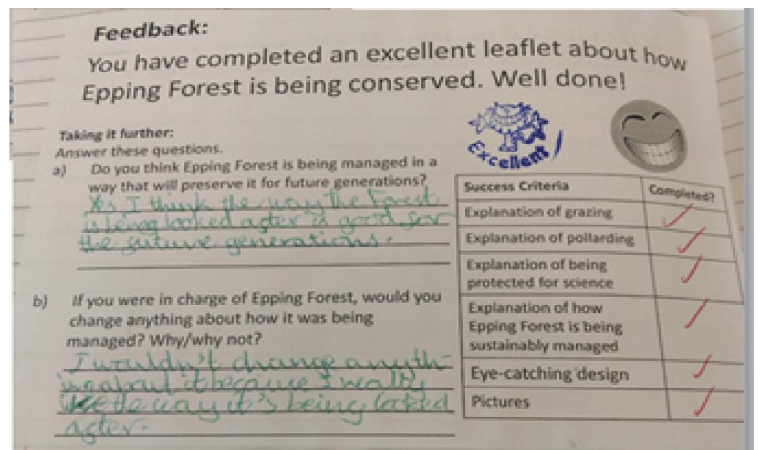 Feedback:
You have completed an excellent leaflet about how
Epping Forest is being conserved. Well done!
Excellent
Taking it further:
Answer these questions.
a) Do you think Epping Forest is being managed in a
way that will preserve it for future generations?
Yes I think the way the Forest
is being looked after is good for
the future generations.
b) If you were in charge of Epping Forest, would you
change anything about how it was being
managed? Why/why not?
I wouldn't change anyth-
ing about it because I really
like the way it's being looked
after.
Success Criteria Completed?
Explanation of grazing
Explanation of pollarding
Explanation of being
protected for science
Explanation of how
Epping Forest is being
sustainably managed
Eye-catching design
Pictures